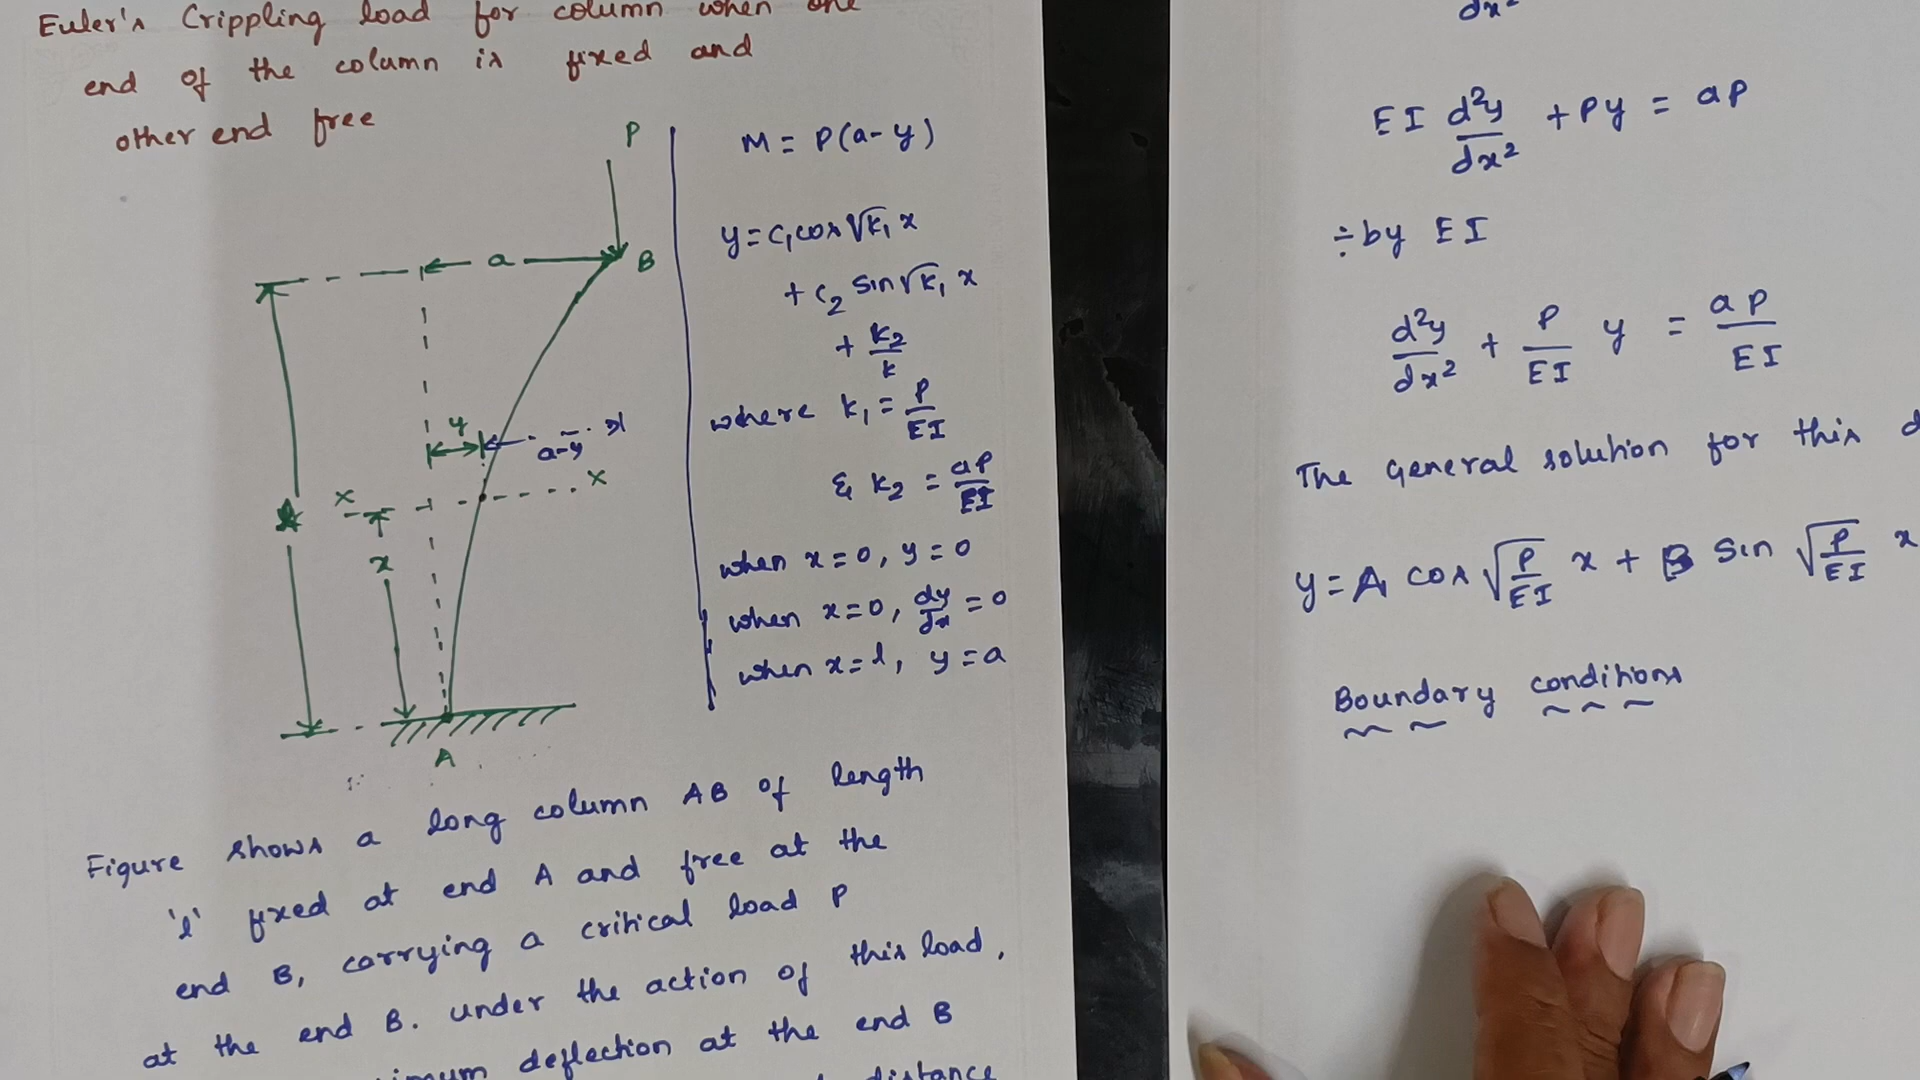 Euler's Crippling load for column when one
end of the column is fixed and
other end free
P
a
B
y
a-y
x
x
x
A
M = P(a-y)
y = c₁cos√k₁ x
+ c₂ sin√k₁ x
+ k₂/k
where k₁ = P/EI
& k₂ = aP/EI
when x=0, y=0
when x=0, dy/dx = 0
when x=l, y=a
Figure shows a long column AB of length
'l' fixed at end A and free at the
end B, carrying a critical load P
at the end B. under the action of this load,
deflection at the end B
distance
dx²
EI d²y/dx² + Py = aP
÷by EI
d²y/dx² + P/EI y = aP/EI
The General solution for this
y = A cos √P/EI x + B sin √P/EI x
Boundary conditions